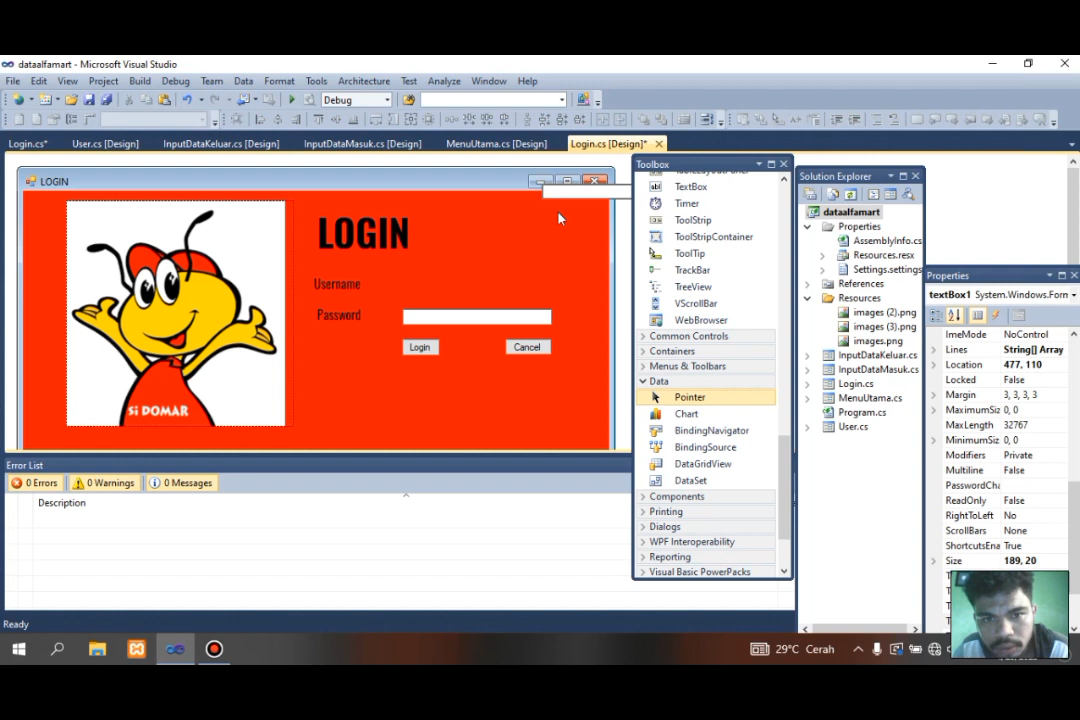 dataalfamart - Microsoft Visual Studio
File Edit View Project Build Debug Team Data Format Tools Architecture Test Analyze Window Help
Debug
Login.cs* User.cs [Design] InputDataKeluar.cs [Design] InputDataMasuk.cs [Design] MenuUtama.cs [Design] Login.cs [Design]*
LOGIN
LOGIN
Username
Password
Login Cancel
Si DOMAR
Toolbox
TextBox
Timer
ToolStrip
ToolStripContainer
ToolTip
TrackBar
TreeView
VScrollBar
WebBrowser
Common Controls
Containers
Menus & Toolbars
Data
Pointer
Chart
BindingNavigator
BindingSource
DataGridView
DataSet
Components
Printing
Dialogs
WPF Interoperability
Reporting
Visual Basic PowerPacks
Solution Explorer
dataalfamart
Properties
AssemblyInfo.cs
Resources.resx
Settings.settings
References
Resources
images (2).png
images (3).png
images.png
InputDataKeluar.cs
InputDataMasuk.cs
Login.cs
MenuUtama.cs
Program.cs
User.cs
Properties
textBox1 System.Windows.Form
ImeMode NoControl
Lines String[] Array
Location 477, 110
Locked False
Margin 3, 3, 3, 3
MaximumSi 0, 0
MaxLength 32767
MinimumSiz 0, 0
Modifiers Private
Multiline False
PasswordCha
ReadOnly False
RightToLeft No
ScrollBars None
ShortcutsEna True
Size 189, 20
Error List
0 Errors 0 Warnings 0 Messages
Description
Ready
29°C Cerah